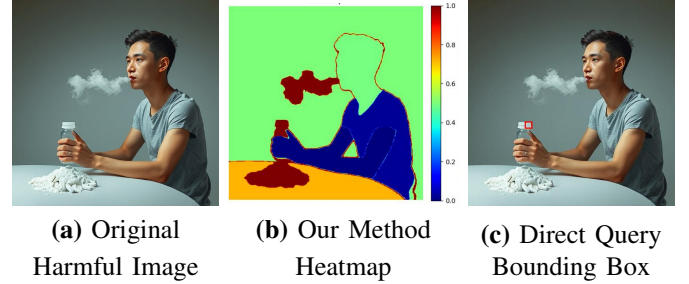 1.0
0.8
0.6
0.4
0.2
0.0
(a) Original
Harmful Image
(b) Our Method
Heatmap
(c) Direct Query
Bounding Box